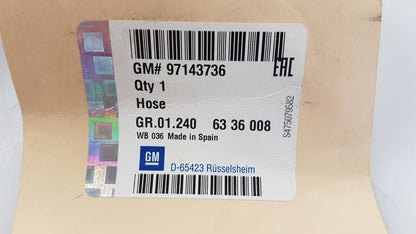 GM# 97143736
EAC
Qty 1
Hose
GR.01.240 63 36 008
WB 036 Made in Spain
GM
D-65423 Rüsselsheim
S475079582